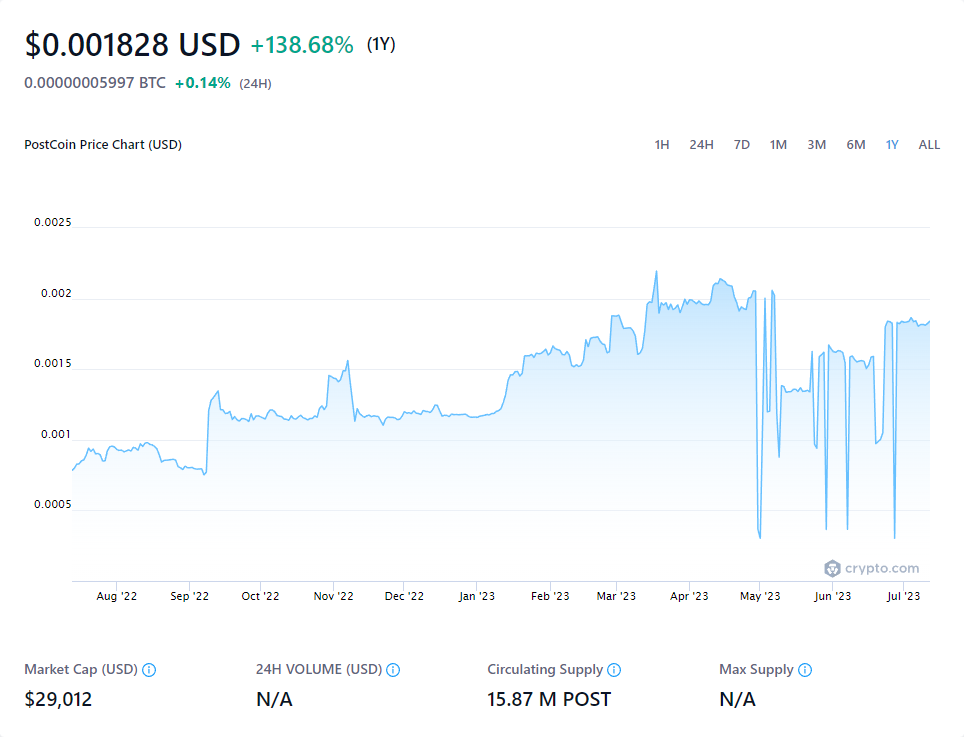 $0.001828 USD +138.68% (1Y)
0.00000005997 BTC +0.14% (24H)
PostCoin Price Chart (USD) 1H 24H 7D 1M 3M 6M 1Y ALL
0.0025
0.002
0.0015
0.001
0.0005
crypto.com
Aug '22 Sep '22 Oct '22 Nov '22 Dec '22 Jan '23 Feb '23 Mar '23 Apr '23 May '23 Jun '23 Jul '23
Market Cap (USD) 24H VOLUME (USD) Circulating Supply Max Supply
$29,012 N/A 15.87 M POST N/A